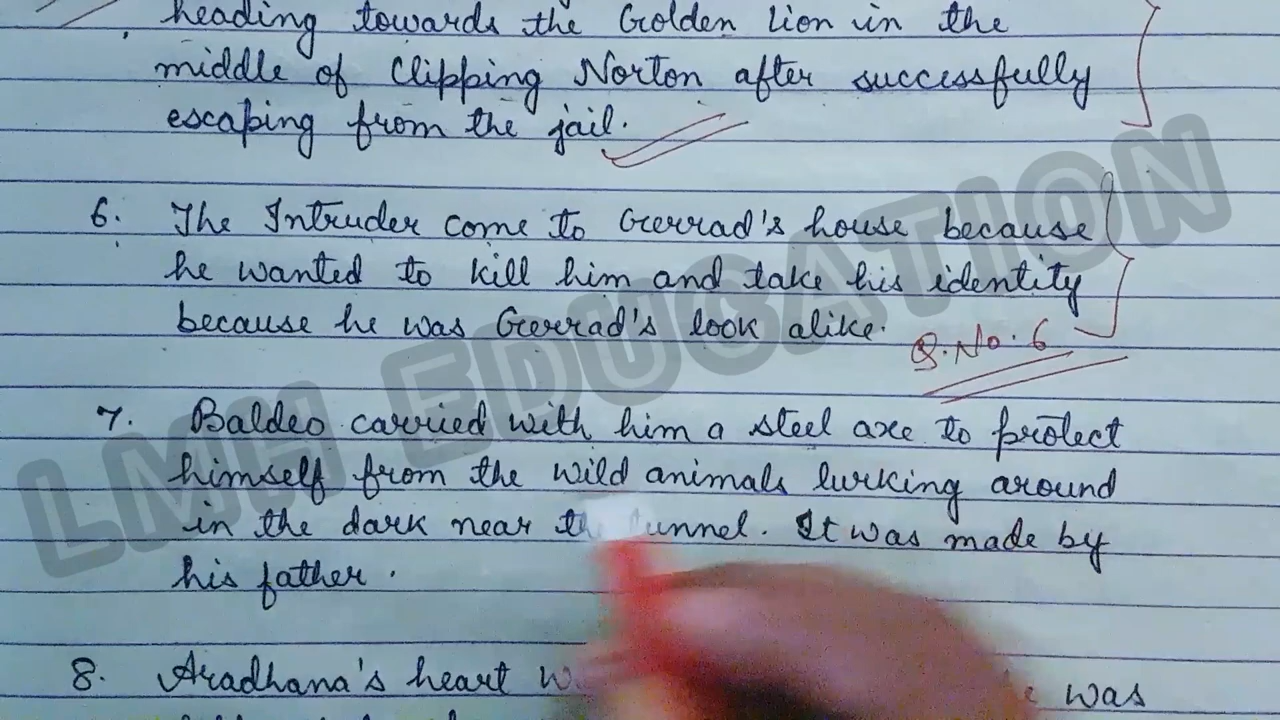 heading towards the Golden Lion in the
middle of Clipping Norton after successfully
escaping from the jail.
6. The Intruder come to Gerrad's house because
he wanted to kill him and take his identity
because he was Gerrad's look alike.
Q.No.6
7. Baldeo carried with him a steel axe to protect
himself from the wild animals lurking around
in the dark near the tunnel. It was made by
his father.
8. Aradhana's heart was
LMH EDUCATION